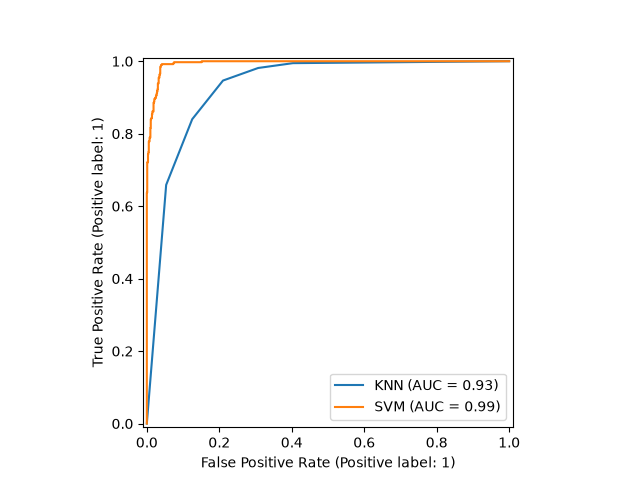 1.0
0.8
0.6
0.4
0.2
0.0
True Positive Rate (Positive label: 1)
KNN (AUC = 0.93)
SVM (AUC = 0.99)
0.0 0.2 0.4 0.6 0.8 1.0
False Positive Rate (Positive label: 1)